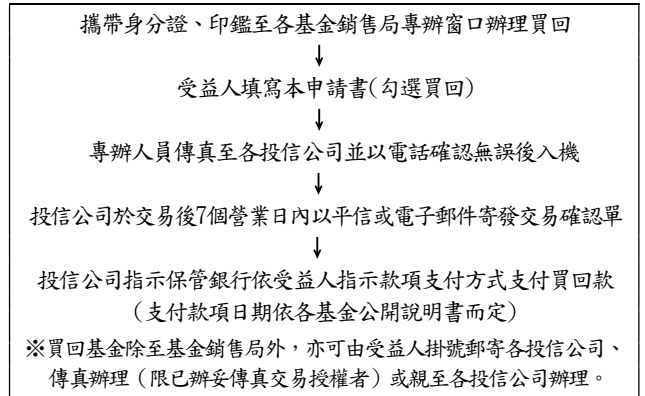 攜帶身分證、印鑑至各基金銷售局專辦窗口辦理買回
↓
受益人填寫本申請書(勾選買回)
↓
專辦人員傳真至各投信公司並以電話確認無誤後入機
↓
投信公司於交易後7個營業日內以平信或電子郵件寄發交易確認單
↓
投信公司指示保管銀行依受益人指示款項支付方式支付買回款
(支付款項日期依各基金公開說明書而定)
※買回基金除至基金銷售局外，亦可由受益人掛號郵寄各投信公司、
傳真辦理（限已辦妥傳真交易授權者）或親至各投信公司辦理。